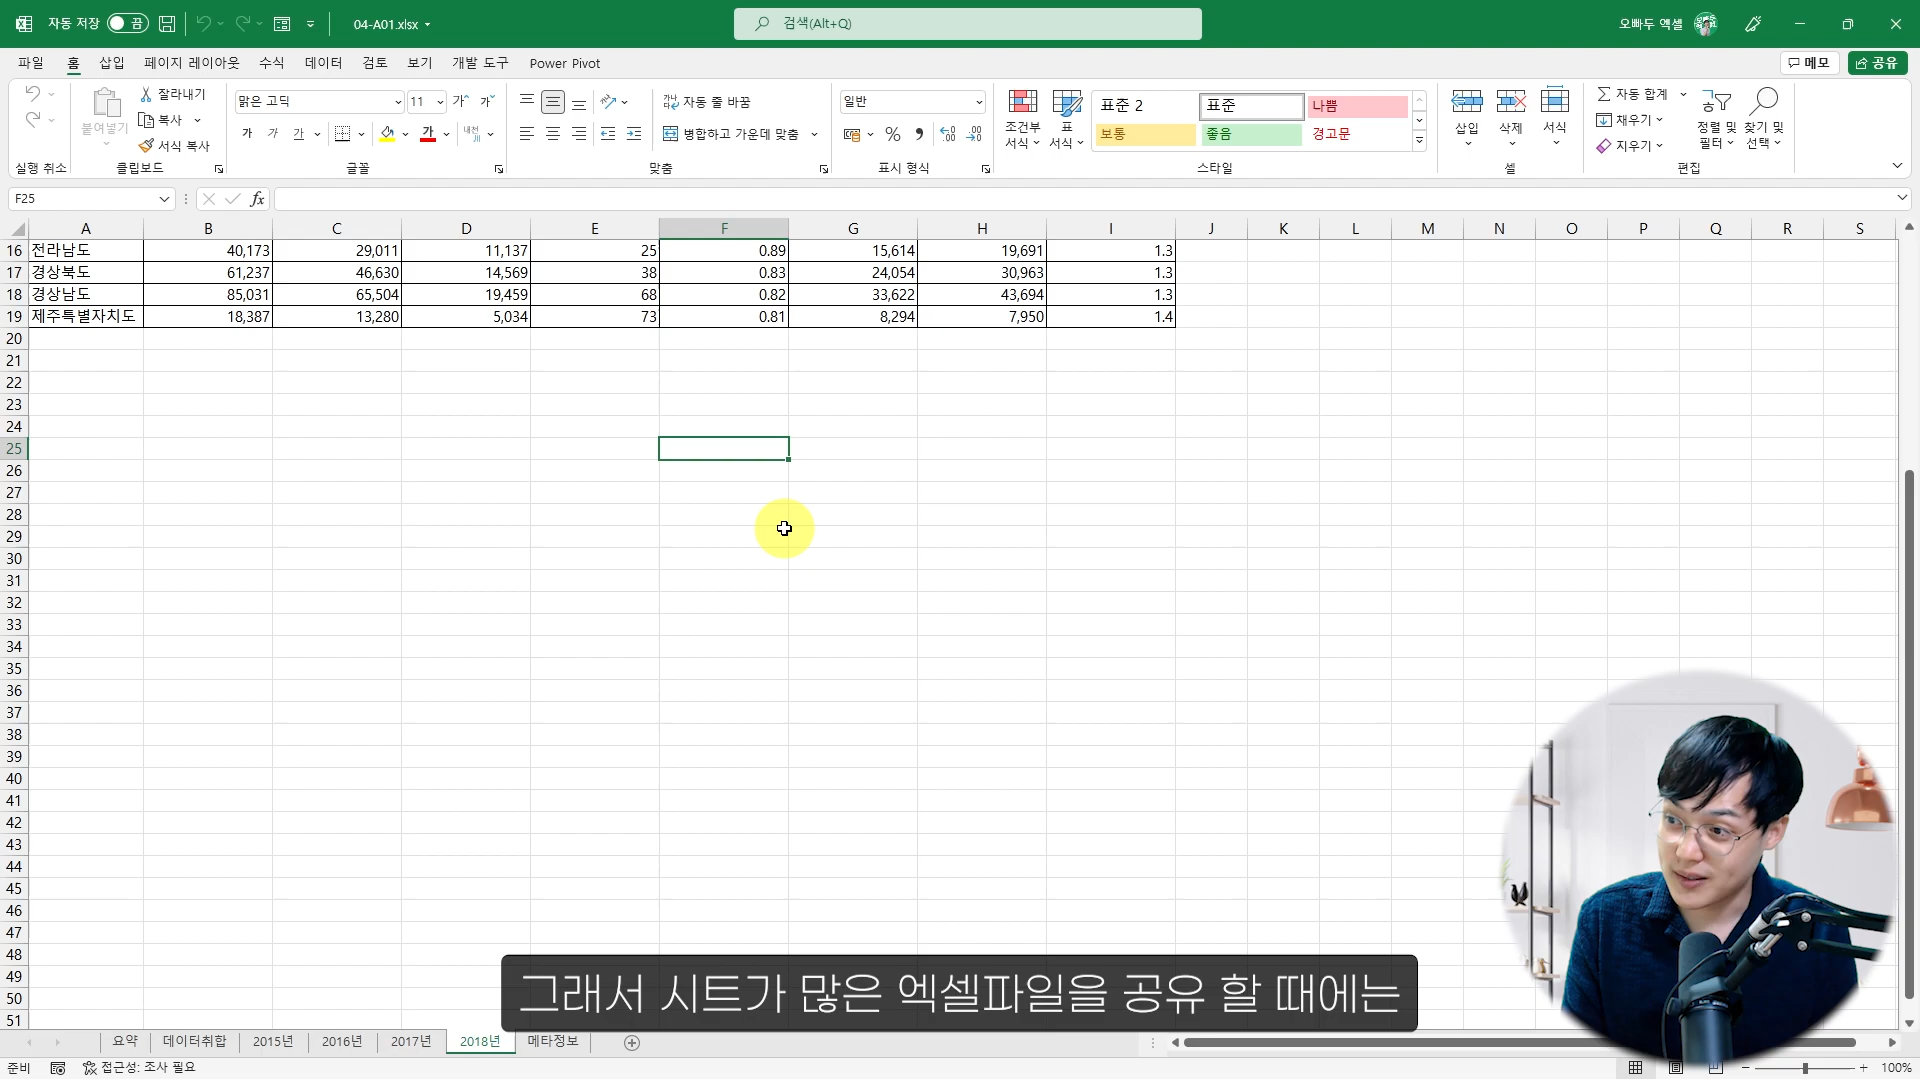 자동 저장 끔 04-A01.xlsx 검색(Alt+Q) 오빠두 엑셀
파일 홈 삽입 페이지 레이아웃 수식 데이터 검토 보기 개발 도구 Power Pivot 메모 공유
붙여넣기 잘라내기 복사 서식 복사
맑은 고딕 11 가 가
가 가 가 가 내천
자동 줄 바꿈
병합하고 가운데 맞춤
일반
조건부 서식 표 서식
표준 2 표준 나쁨
보통 좋음 경고문
삽입 삭제 서식
자동 합계
채우기
지우기
정렬 및 필터 찾기 및 선택
실행 취소 클립보드 글꼴 맞춤 표시 형식 스타일 셀 편집
F25 fx
A B C D E F G H I J K L M N O P Q R S
16 전라남도 40,173 29,011 11,137 25 0.89 15,614 19,691 1.3
17 경상북도 61,237 46,630 14,569 38 0.83 24,054 30,963 1.3
18 경상남도 85,031 65,504 19,459 68 0.82 33,622 43,694 1.3
19 제주특별자치도 18,387 13,280 5,034 73 0.81 8,294 7,950 1.4
20
21
22
23
24
25
26
27
28
29
30
31
32
33
34
35
36
37
38
39
40
41
42
43
44
45
46
47
48
49
50
51
그래서 시트가 많은 엑셀파일을 공유 할 때에는
요약 데이터취합 2015년 2016년 2017년 2018년 메타정보
준비 접근성: 조사 필요 100%